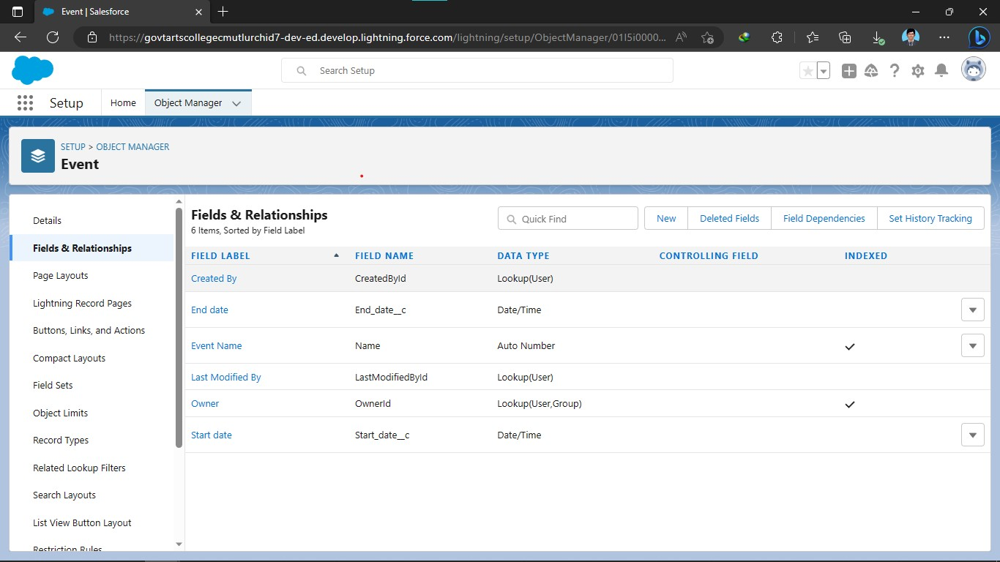 Event | Salesforce
https://govtartscollegecmutlurchid7-dev-ed.develop.lightning.force.com/lightning/setup/ObjectManager/01I5i0000...
Search Setup
Setup Home Object Manager
SETUP > OBJECT MANAGER
Event
Details
Fields & Relationships
Page Layouts
Lightning Record Pages
Buttons, Links, and Actions
Compact Layouts
Field Sets
Object Limits
Record Types
Related Lookup Filters
Search Layouts
List View Button Layout
Restriction Rules
Fields & Relationships
6 Items, Sorted by Field Label
Quick Find New Deleted Fields Field Dependencies Set History Tracking
FIELD LABEL FIELD NAME DATA TYPE CONTROLLING FIELD INDEXED
Created By CreatedById Lookup(User)
End date End_date__c Date/Time
Event Name Name Auto Number
Last Modified By LastModifiedById Lookup(User)
Owner OwnerId Lookup(User,Group)
Start date Start_date__c Date/Time